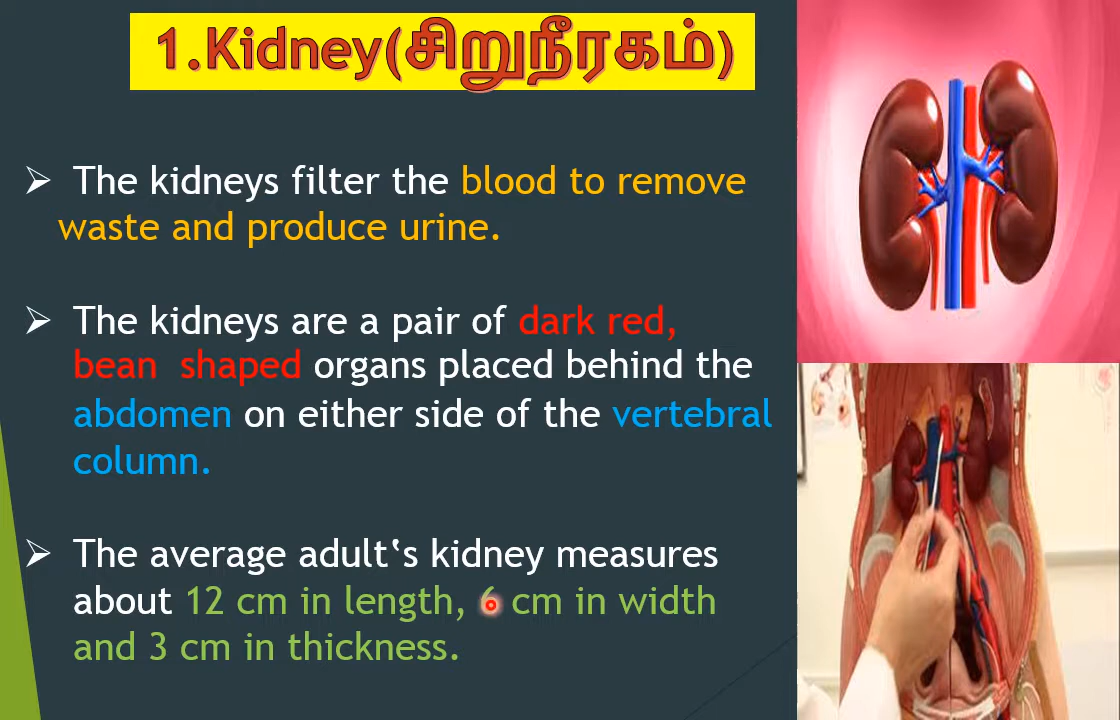 1.Kidney(சிறுநீரகம்)
➢ The kidneys filter the blood to remove
waste and produce urine.
➢ The kidneys are a pair of dark red,
bean shaped organs placed behind the
abdomen on either side of the vertebral
column.
➢ The average adult‛s kidney measures
about 12 cm in length, 6 cm in width
and 3 cm in thickness.